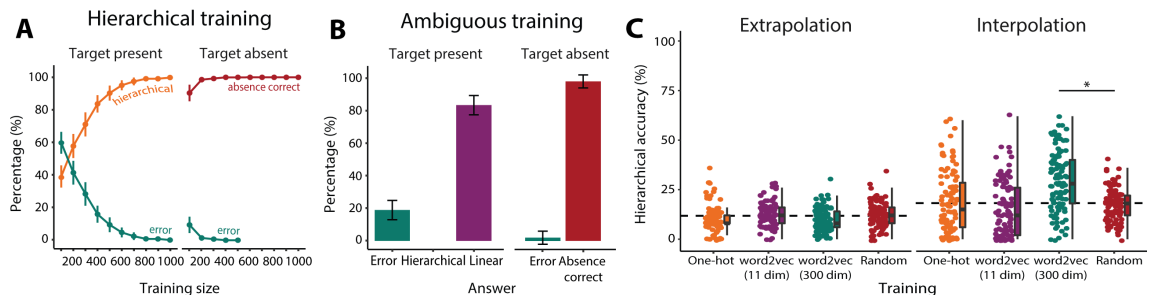 A
Hierarchical training
Target present
Target absent
Percentage (%)
100
80
60
40
20
0
hierarchical
error
absence correct
error
200 400 600 800 1000
200 400 600 800 1000
Training size
B
Ambiguous training
Target present
Target absent
Percentage (%)
100
80
60
40
20
0
Error Hierarchical Linear
Error Absence
correct
Answer
C
Extrapolation
Interpolation
Hierarchical accuracy (%)
100
75
50
25
0
*
One-hot word2vec word2vec Random
(11 dim) (300 dim)
One-hot word2vec word2vec Random
(11 dim) (300 dim)
Training